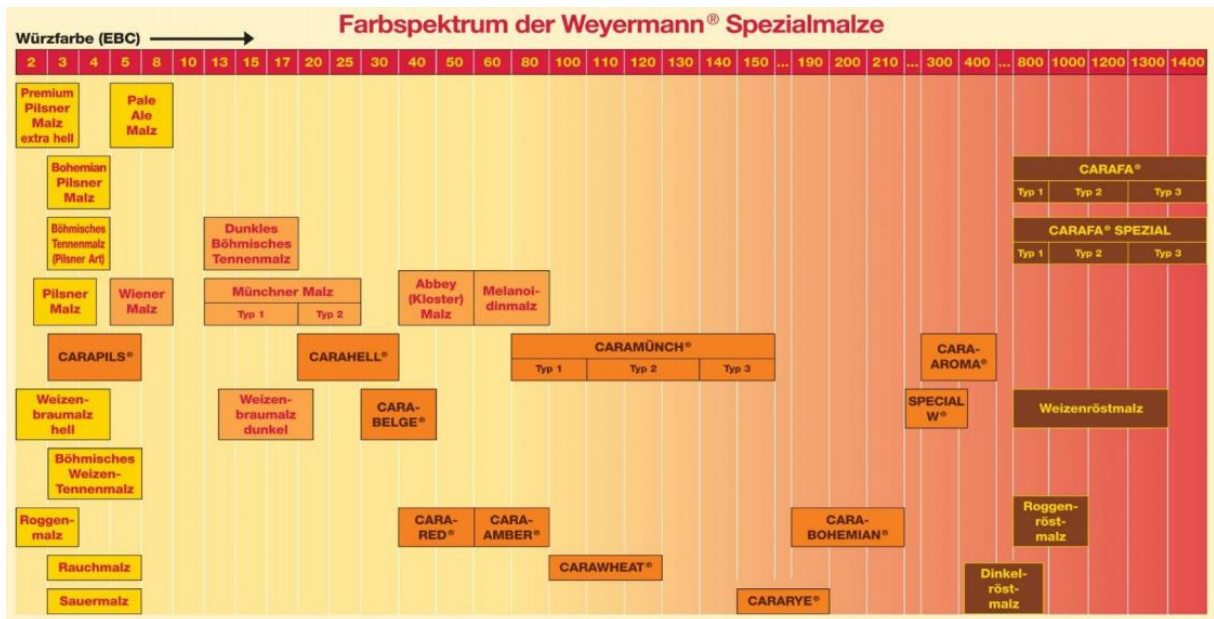 Farbspektrum der Weyermann® Spezialmalze
Würzfarbe (EBC)
2 3 4 5 8 10 13 15 17 20 25 30 40 50 60 80 100 110 120 130 140 150 ... 190 200 210 ... 300 400 ... 800 1000 1200 1300 1400
Premium
Pilsner
Malz
extra hell
Pale
Ale
Malz
Bohemian
Pilsner
Malz
CARAFA®
Typ 1 Typ 2 Typ 3
Böhmisches
Tennenmalz
(Pilsner Art)
Dunkles
Böhmisches
Tennenmalz
CARAFA® SPEZIAL
Typ 1 Typ 2 Typ 3
Pilsner
Malz
Wiener
Malz
Münchner Malz
Typ 1 Typ 2
Abbey
(Kloster)
Malz
Melanoi-
dinmalz
CARAPILS®
CARAHELL®
CARAMÜNCH®
Typ 1 Typ 2 Typ 3
CARA-
AROMA®
Weizen-
braumalz
hell
Weizen-
braumalz
dunkel
CARA-
BELGE®
SPECIAL
W®
Weizenröstmalz
Böhmisches
Weizen-
Tennenmalz
Roggen-
malz
CARA-
RED®
CARA-
AMBER®
CARA-
BOHEMIAN®
Roggen-
röst-
malz
Rauchmalz
CARAWHEAT®
Dinkel-
röst-
malz
Sauermalz
CARARYE®